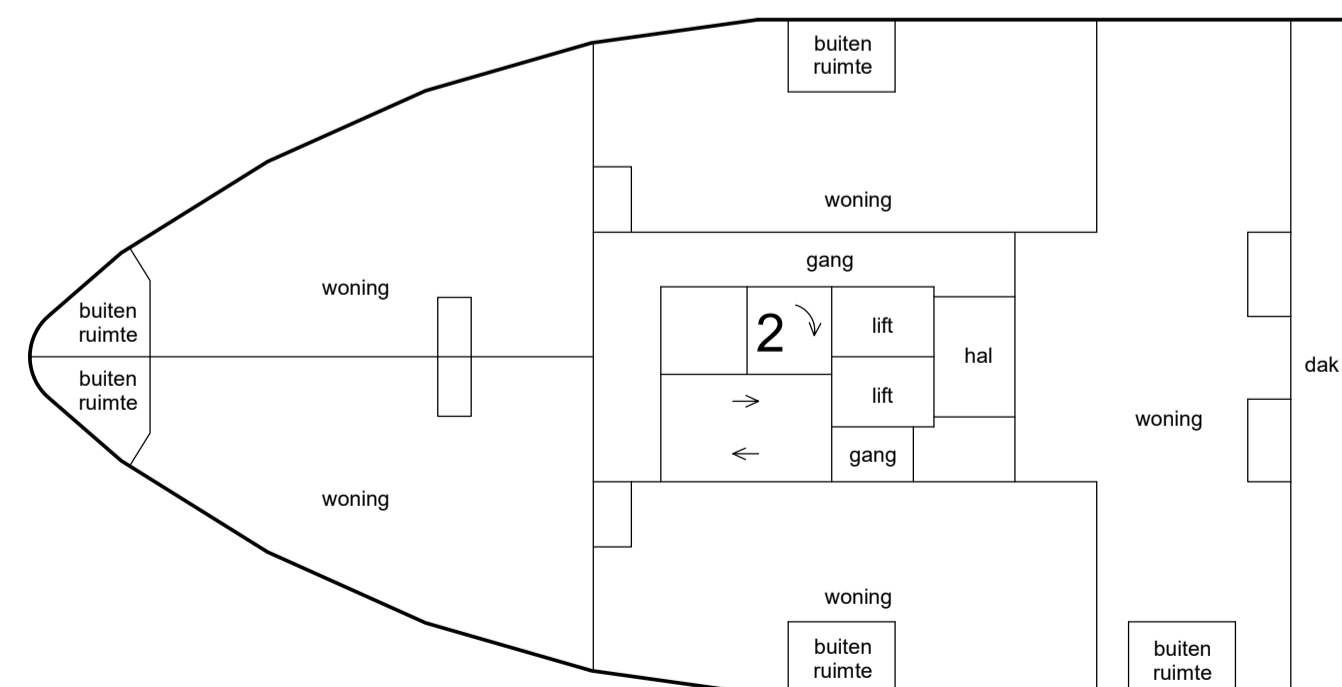 buiten
ruimte
woning
gang
woning
buiten
ruimte
2
lift
hal
dak
buiten
ruimte
lift
woning
gang
woning
woning
buiten
ruimte
buiten
ruimte